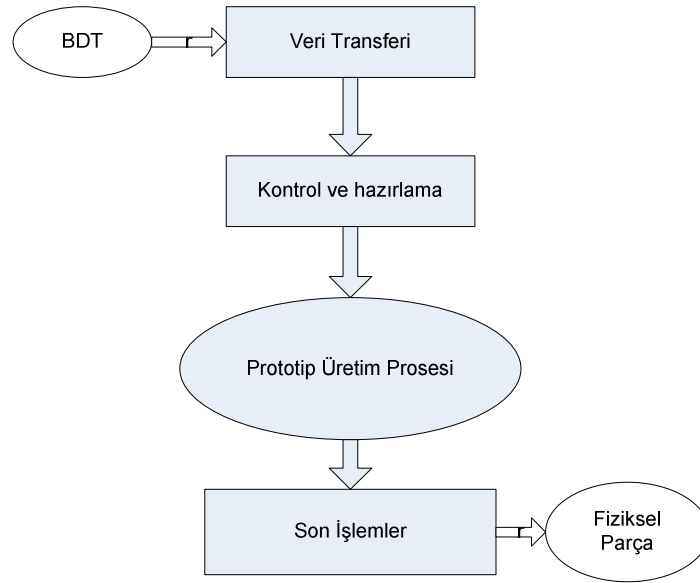 BDT
r
Veri Transferi
Kontrol ve hazırlama
Prototip Üretim Prosesi
Son İşlemler
r
Fiziksel
Parça